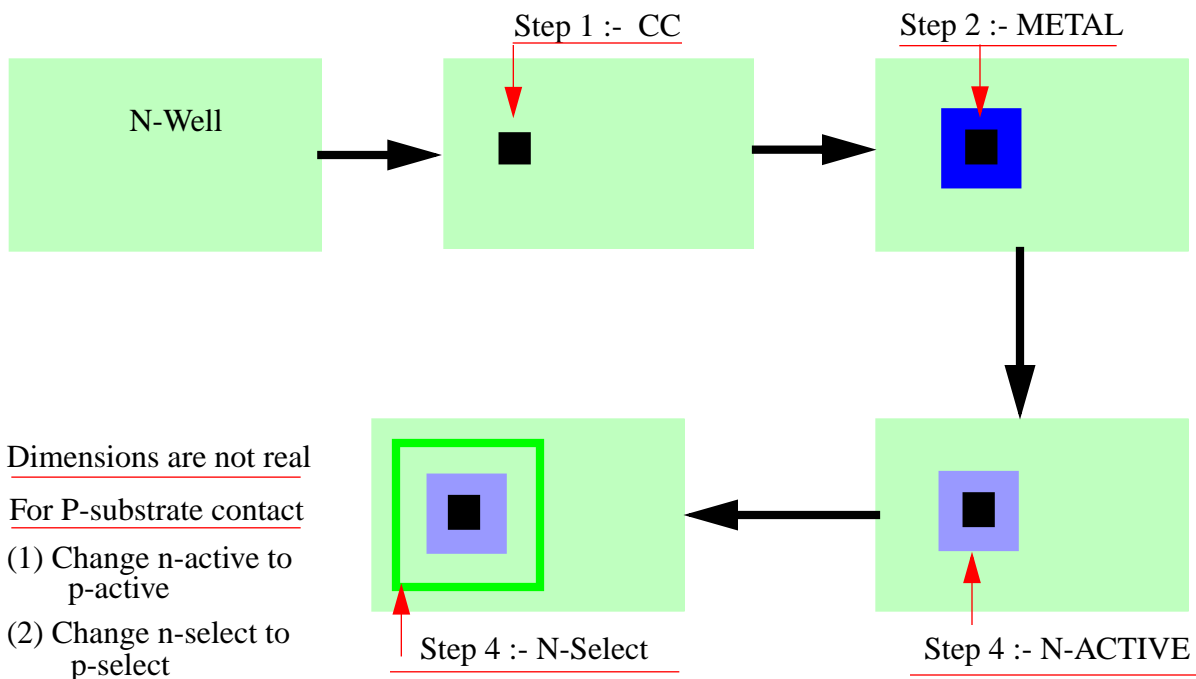 Step 1 :- CC
Step 2 :- METAL
N-Well
Dimensions are not real
For P-substrate contact
(1) Change n-active to
p-active
(2) Change n-select to
p-select
Step 4 :- N-Select
Step 4 :- N-ACTIVE